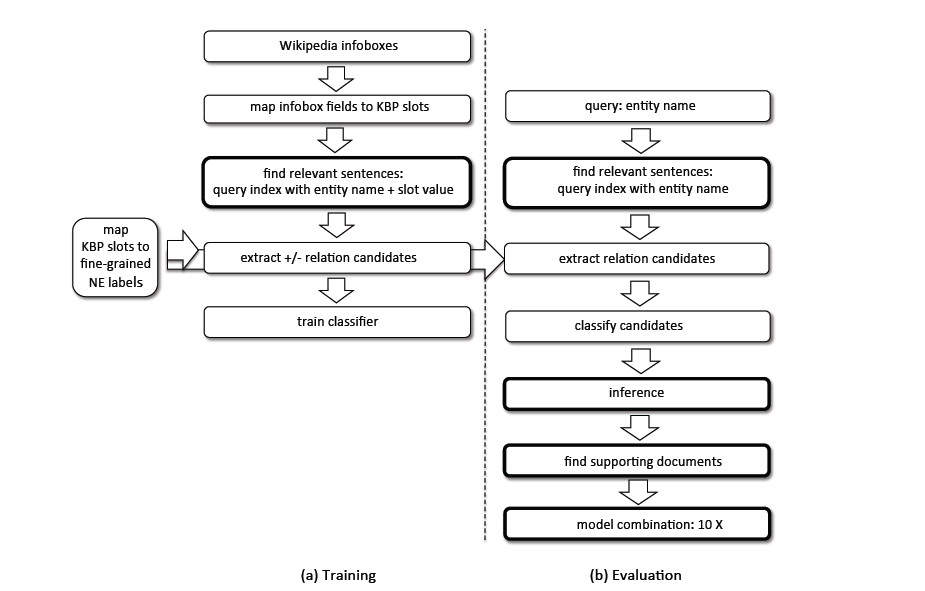 Wikipedia infoboxes
map infobox fields to KBP slots
find relevant sentences:
query index with entity name + slot value
map
KBP slots to
fine-grained
NE labels
extract +/- relation candidates
train classifier
(a) Training
query: entity name
find relevant sentences:
query index with entity name
extract relation candidates
classify candidates
inference
find supporting documents
model combination: 10 X
(b) Evaluation